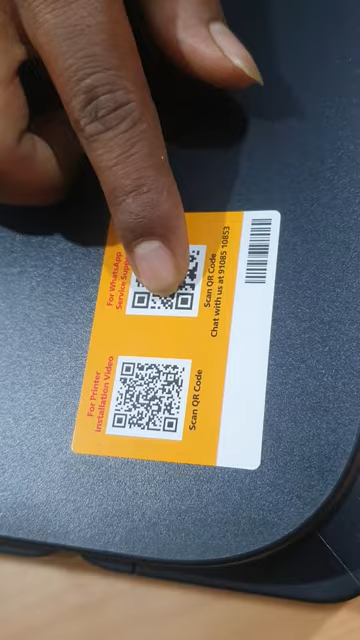 For WhatsApp
Service
Scan QR Code
Chat with us at 91085 10853
For Printer
Installation Video
Scan QR Code